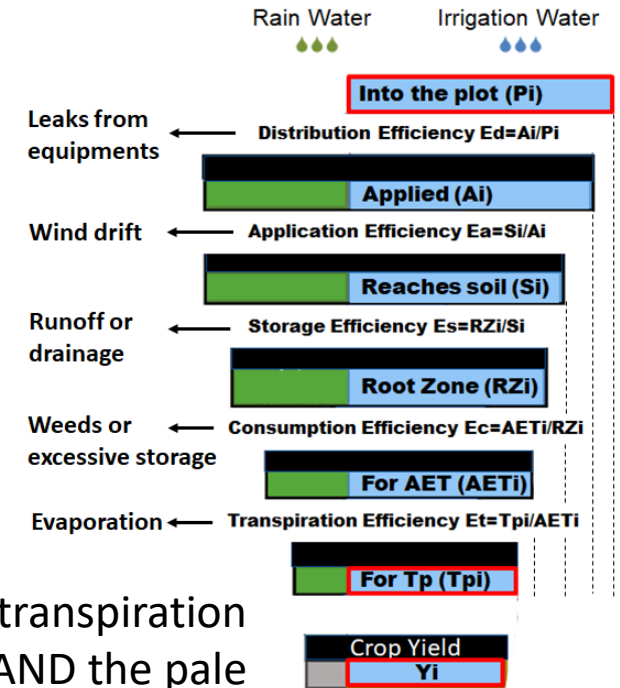 Rain Water
Irrigation Water
Into the plot (Pi)
Leaks from
equipments
Distribution Efficiency Ed=Ai/Pi
Applied (Ai)
Wind drift
Application Efficiency Ea=Si/Ai
Reaches soil (Si)
Runoff or
drainage
Storage Efficiency Es=RZi/Si
Root Zone (RZi)
Weeds or
excessive storage
Consumption Efficiency Ec=AETi/RZi
For AET (AETi)
Evaporation
Transpiration Efficiency Et=Tpi/AETi
For Tp (Tpi)
transpiration
AND the pale
Crop Yield
Yi